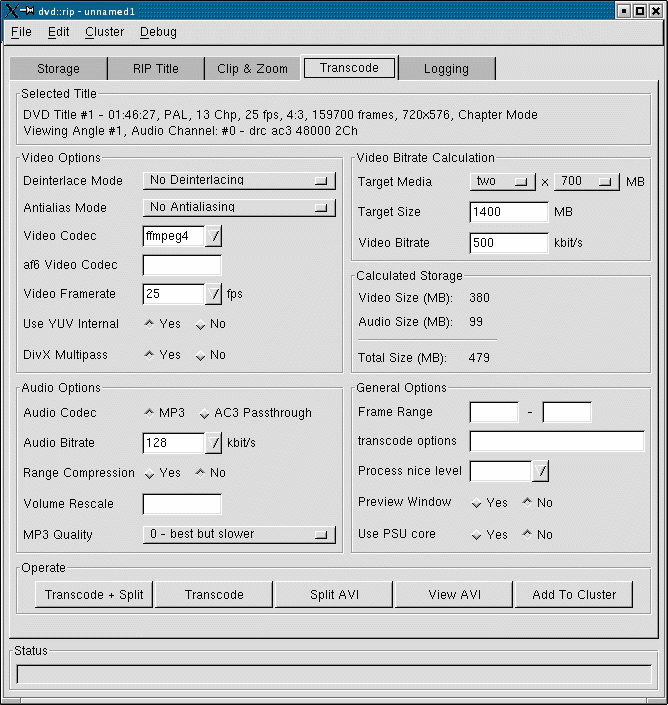 dvd::rip - unnamed1
File Edit Cluster Debug
Storage RIP Title Clip & Zoom Transcode Logging
Selected Title
DVD Title #1 - 01:46:27, PAL, 13 Chp, 25 fps, 4:3, 159700 frames, 720x576, Chapter Mode
Viewing Angle #1, Audio Channel: #0 - drc ac3 48000 2Ch
Video Options
Deinterlace Mode No Deinterlacing
Antialias Mode No Antialiasing
Video Codec ffmpeg4
af6 Video Codec
Video Framerate 25 fps
Use YUV Internal Yes No
DivX Multipass Yes No
Video Bitrate Calculation
Target Media two x 700 MB
Target Size 1400 MB
Video Bitrate 500 kbit/s
Calculated Storage
Video Size (MB): 380
Audio Size (MB): 99
Total Size (MB): 479
Audio Options
Audio Codec MP3 AC3 Passthrough
Audio Bitrate 128 kbit/s
Range Compression Yes No
Volume Rescale
MP3 Quality 0 - best but slower
General Options
Frame Range -
transcode options
Process nice level
Preview Window Yes No
Use PSU core Yes No
Operate
Transcode + Split Transcode Split AVI View AVI Add To Cluster
Status